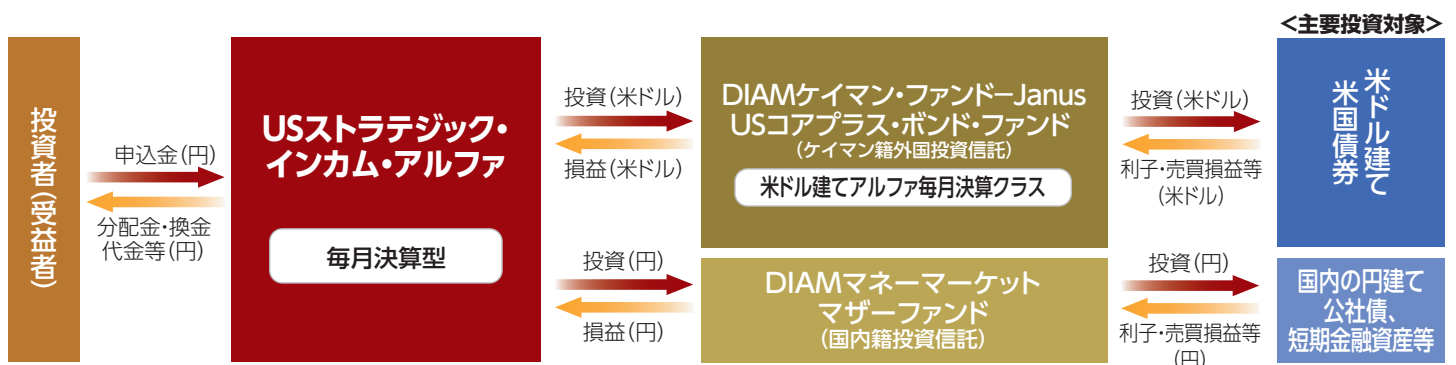 <主要投資対象>
投資者(受益者)
申込金(円)
分配金・換金
代金等(円)
USストラテジック・
インカム・アルファ
毎月決算型
投資(米ドル)
損益(米ドル)
投資(円)
損益(円)
DIAMケイマン・ファンドーJanus
USコアプラス・ボンド・ファンド
(ケイマン籍外国投資信託)
米ドル建てアルファ毎月決算クラス
DIAMマネーマーケット
マザーファンド
(国内籍投資信託)
投資(米ドル)
利子・売買損益等
(米ドル)
投資(円)
利子・売買損益等
(円)
米ドル建て
米国債券
国内の円建て
公社債、
短期金融資産等